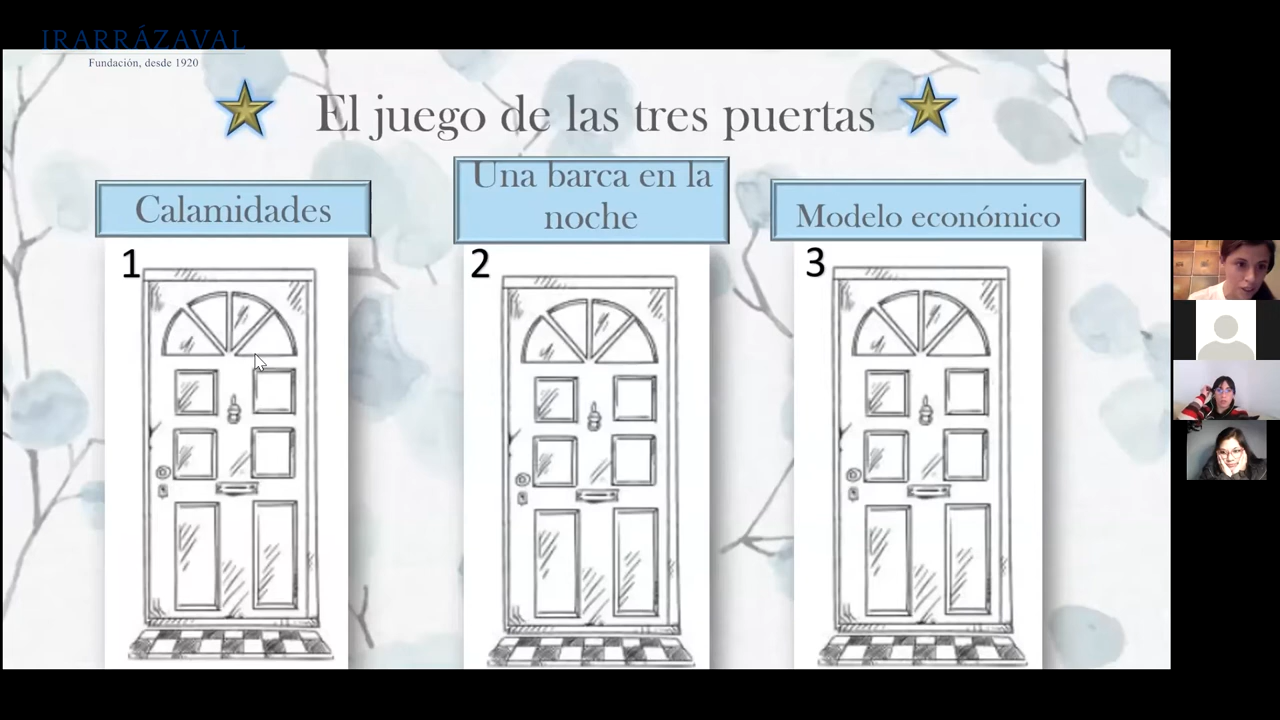 IRARRÁZAVAL
Fundación, desde 1920
El juego de las tres puertas
Calamidades
Una barca en la
noche
Modelo económico
1
2
3